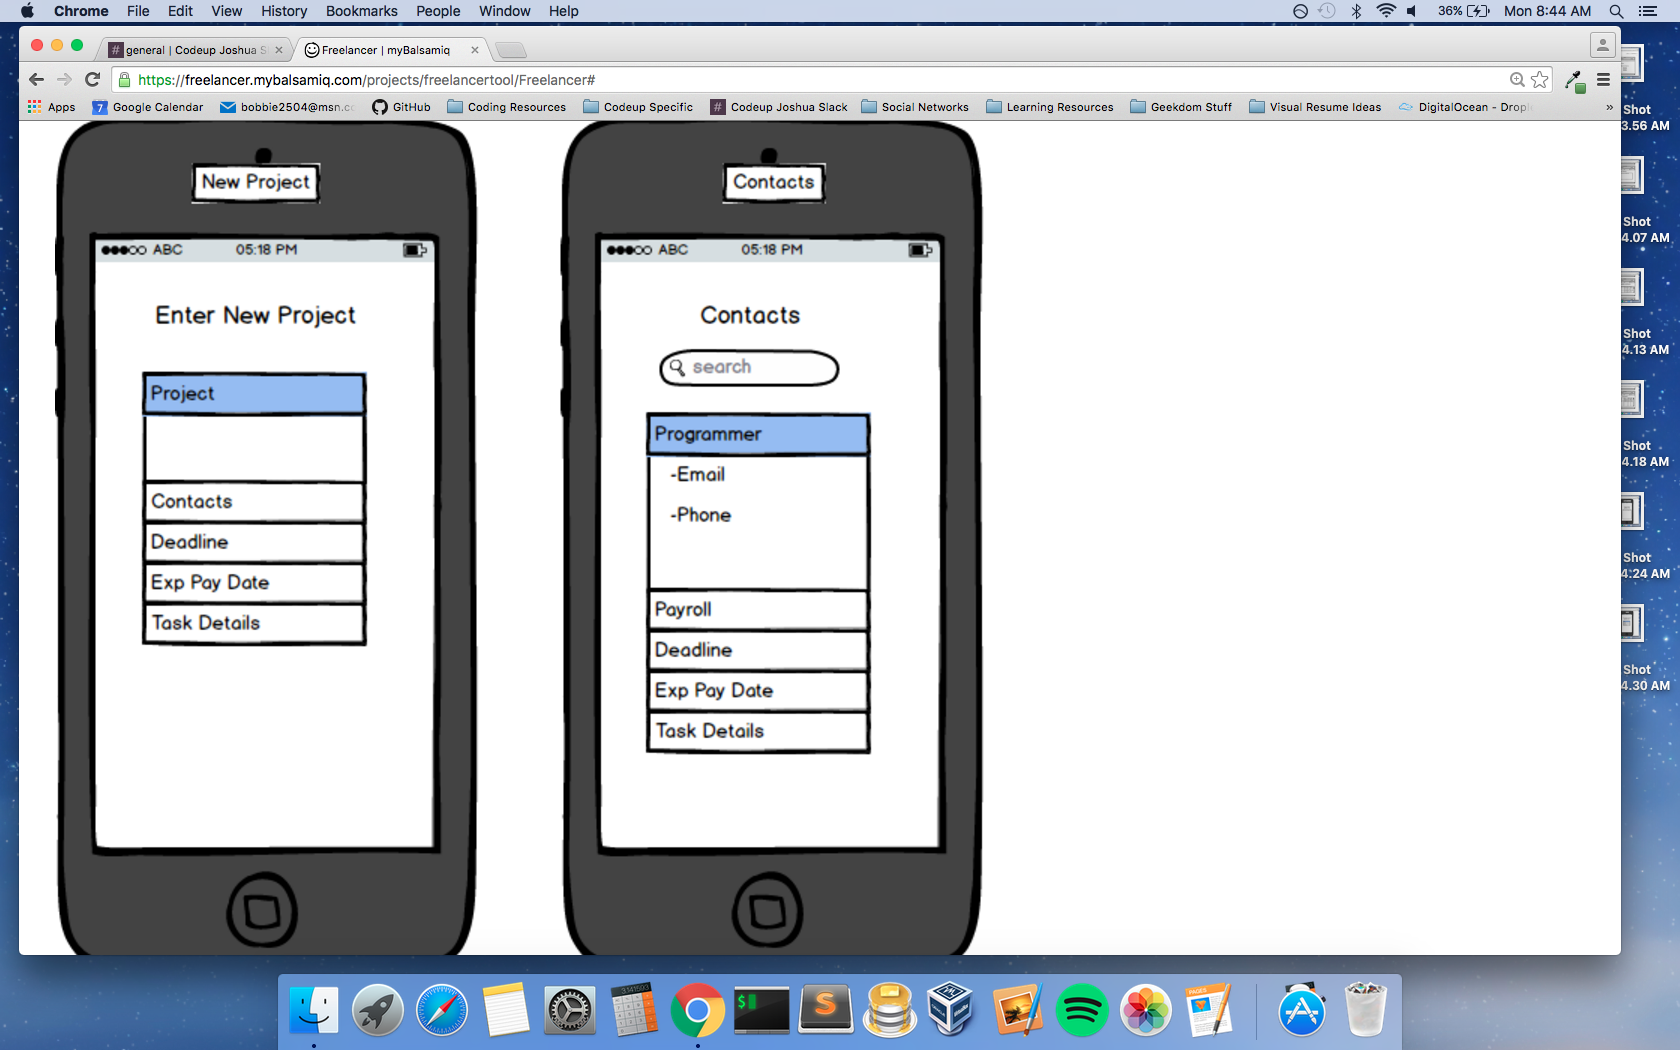 Chrome File Edit View History Bookmarks People Window Help 36% Mon 8:44 AM
general | Codeup Joshua S
Freelancer | myBalsamiq
https://freelancer.mybalsamiq.com/projects/freelancertool/Freelancer#
Apps 7 Google Calendar bobbie2504@msn.c GitHub Coding Resources Codeup Specific Codeup Joshua Slack Social Networks Learning Resources Geekdom Stuff Visual Resume Ideas DigitalOcean - Drop »
New Project
ABC 05:18 PM
Enter New Project
Project
Contacts
Deadline
Exp Pay Date
Task Details
Contacts
ABC 05:18 PM
Contacts
search
Programmer
-Email
-Phone
Payroll
Deadline
Exp Pay Date
Task Details
Shot
3.56 AM
Shot
4.07 AM
Shot
4.13 AM
Shot
4.18 AM
Shot
4.24 AM
Shot
4.30 AM
PAGES